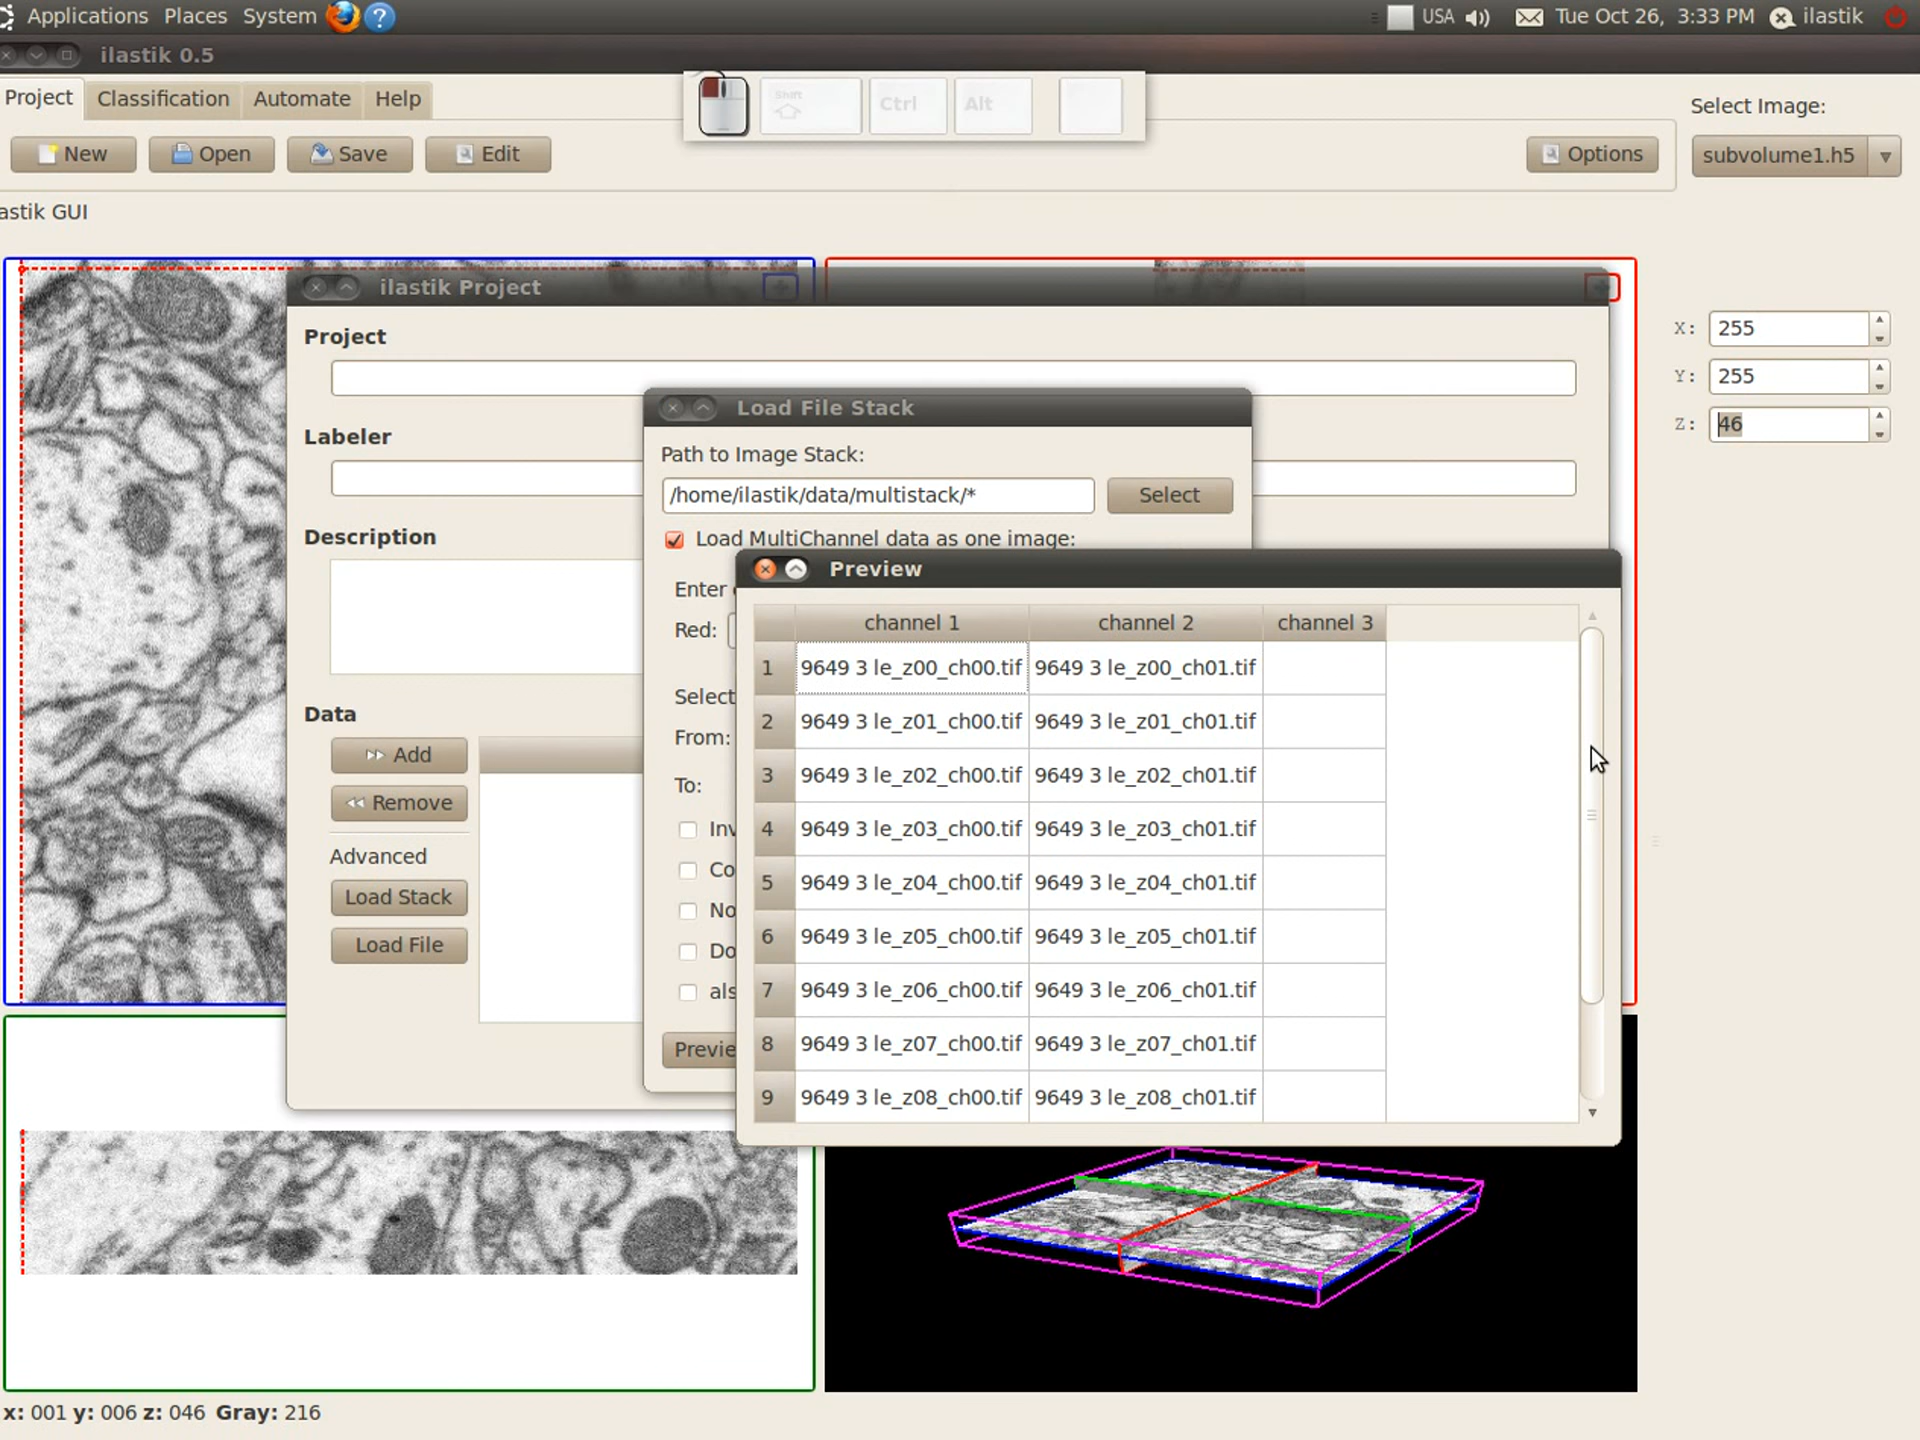 Applications Places System USA Tue Oct 26, 3:33 PM ilastik
ilastik 0.5
Project Classification Automate Help
Shift Ctrl Alt
Select Image:
New Open Save Edit Options subvolume1.h5
astik GUI
ilastik Project
X: 255
Y: 255
Z: 46
Project
Labeler
Description
Data
Add
Remove
Advanced
Load Stack
Load File
Load File Stack
Path to Image Stack:
/home/ilastik/data/multistack/* Select
Load MultiChannel data as one image:
Enter
Red:
Select
From:
To:
Inv
Co
No
Do
als
Previe
Preview
channel 1 channel 2 channel 3
1 9649 3 le_z00_ch00.tif 9649 3 le_z00_ch01.tif
2 9649 3 le_z01_ch00.tif 9649 3 le_z01_ch01.tif
3 9649 3 le_z02_ch00.tif 9649 3 le_z02_ch01.tif
4 9649 3 le_z03_ch00.tif 9649 3 le_z03_ch01.tif
5 9649 3 le_z04_ch00.tif 9649 3 le_z04_ch01.tif
6 9649 3 le_z05_ch00.tif 9649 3 le_z05_ch01.tif
7 9649 3 le_z06_ch00.tif 9649 3 le_z06_ch01.tif
8 9649 3 le_z07_ch00.tif 9649 3 le_z07_ch01.tif
9 9649 3 le_z08_ch00.tif 9649 3 le_z08_ch01.tif
x: 001 y: 006 z: 046 Gray: 216